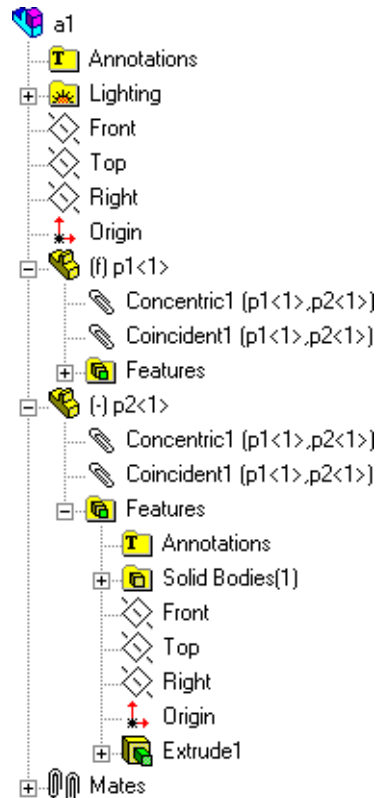 a1
Annotations
Lighting
Front
Top
Right
Origin
(f) p1<1>
Concentric1 (p1<1>,p2<1>)
Coincident1 (p1<1>,p2<1>)
Features
(-) p2<1>
Concentric1 (p1<1>,p2<1>)
Coincident1 (p1<1>,p2<1>)
Features
Annotations
Solid Bodies(1)
Front
Top
Right
Origin
Extrude1
Mates